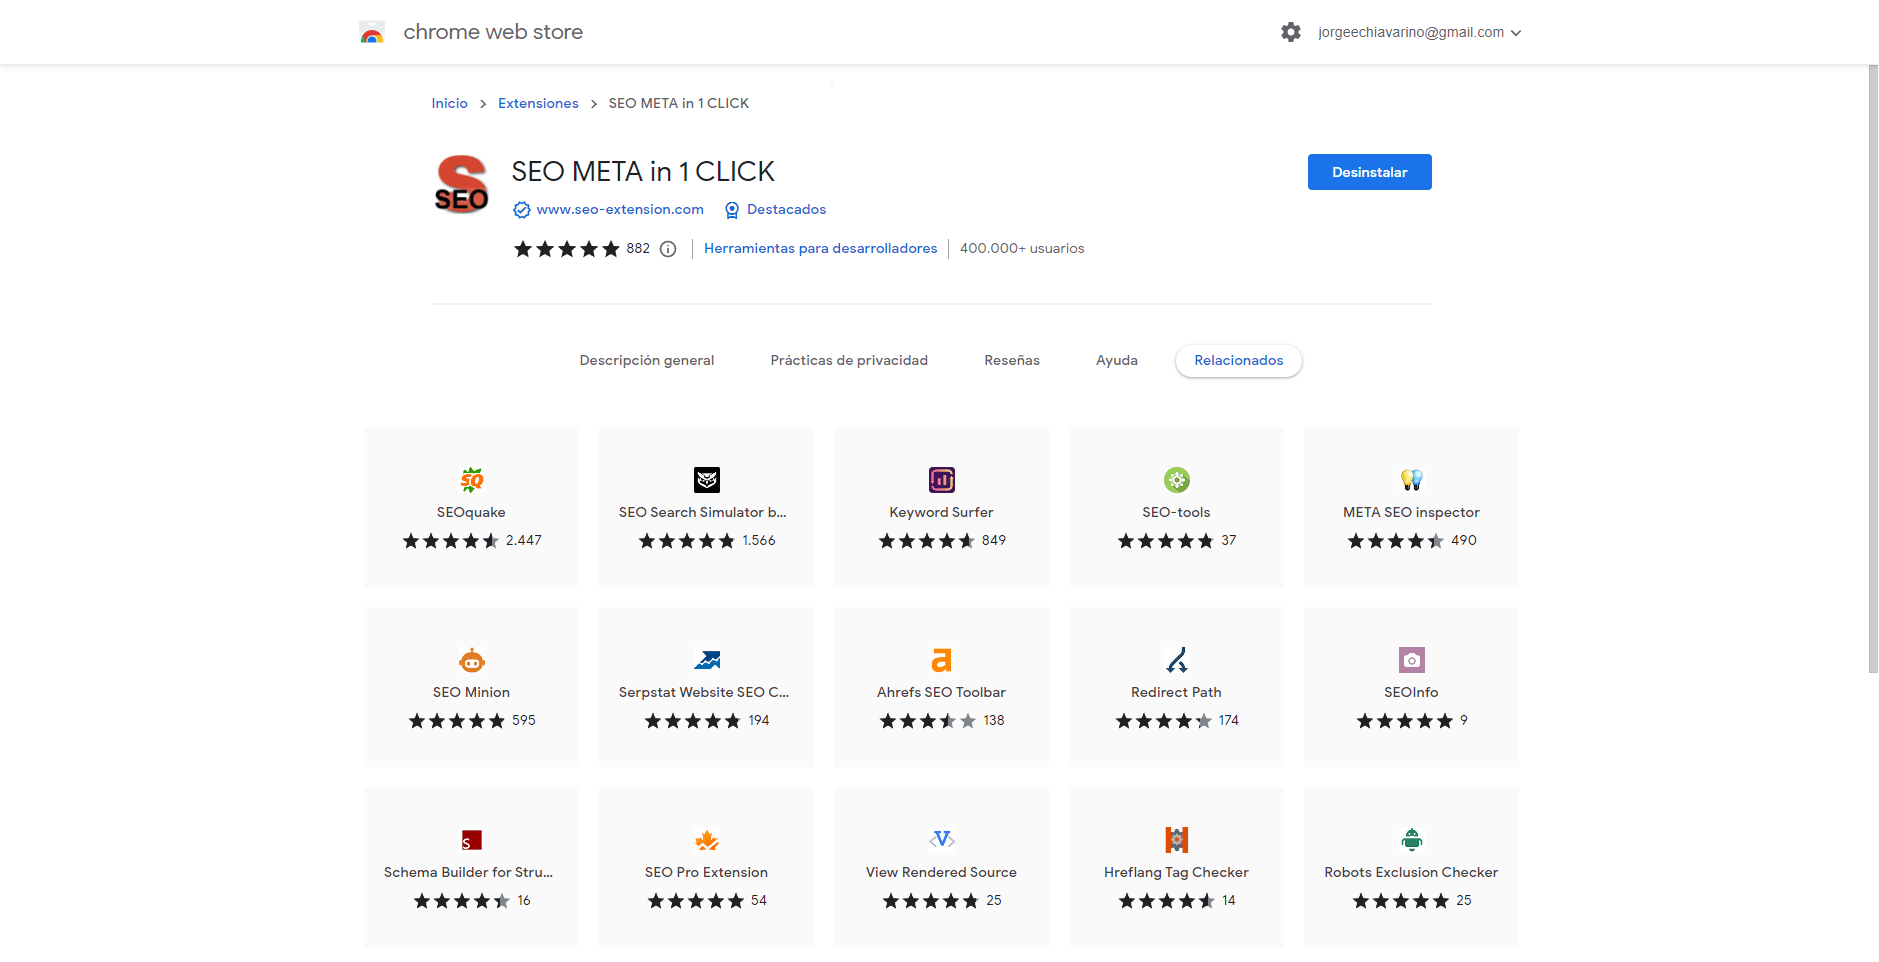 chrome web store
jorgeechiavarino@gmail.com
Inicio > Extensiones > SEO META in 1 CLICK
S
SEO
SEO META in 1 CLICK
Desinstalar
www.seo-extension.com Destacados
882 Herramientas para desarrolladores 400.000+ usuarios
Descripción general Prácticas de privacidad Reseñas Ayuda Relacionados
SQ
SEOquake SEO Search Simulator b... Keyword Surfer SEO-tools META SEO inspector
2.447 1.566 849 37 490
a
SEO Minion Serpstat Website SEO C... Ahrefs SEO Toolbar Redirect Path SEOInfo
595 194 138 174 9
S <V> H
Schema Builder for Stru... SEO Pro Extension View Rendered Source Hreflang Tag Checker Robots Exclusion Checker
16 54 25 14 25